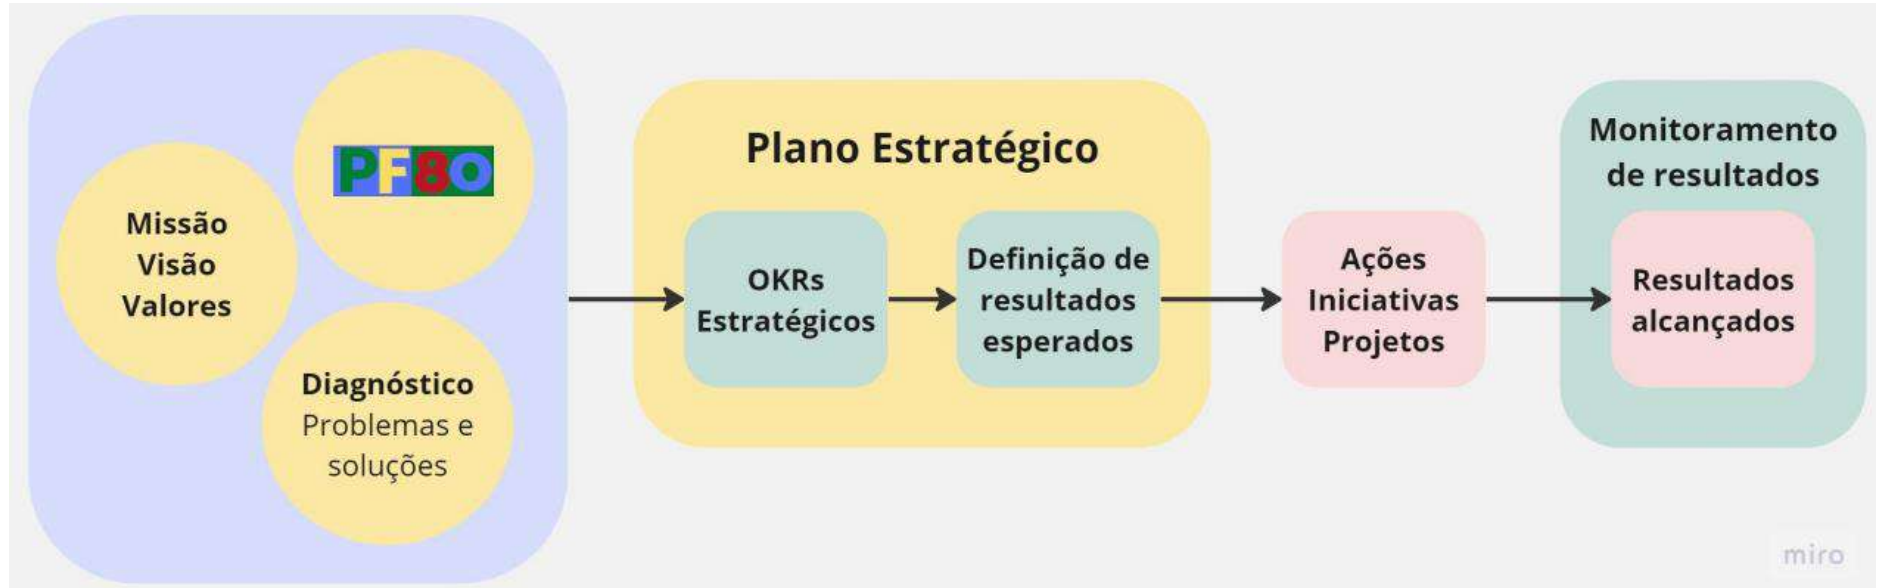 PF80
Missão
Visão
Valores
Diagnóstico
Problemas e
soluções
Plano Estratégico
OKRs
Estratégicos
Definição de
resultados
esperados
Ações
Iniciativas
Projetos
Monitoramento
de resultados
Resultados
alcançados
miro